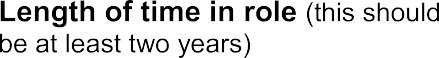 Length of time in role (this should
be at least two years)